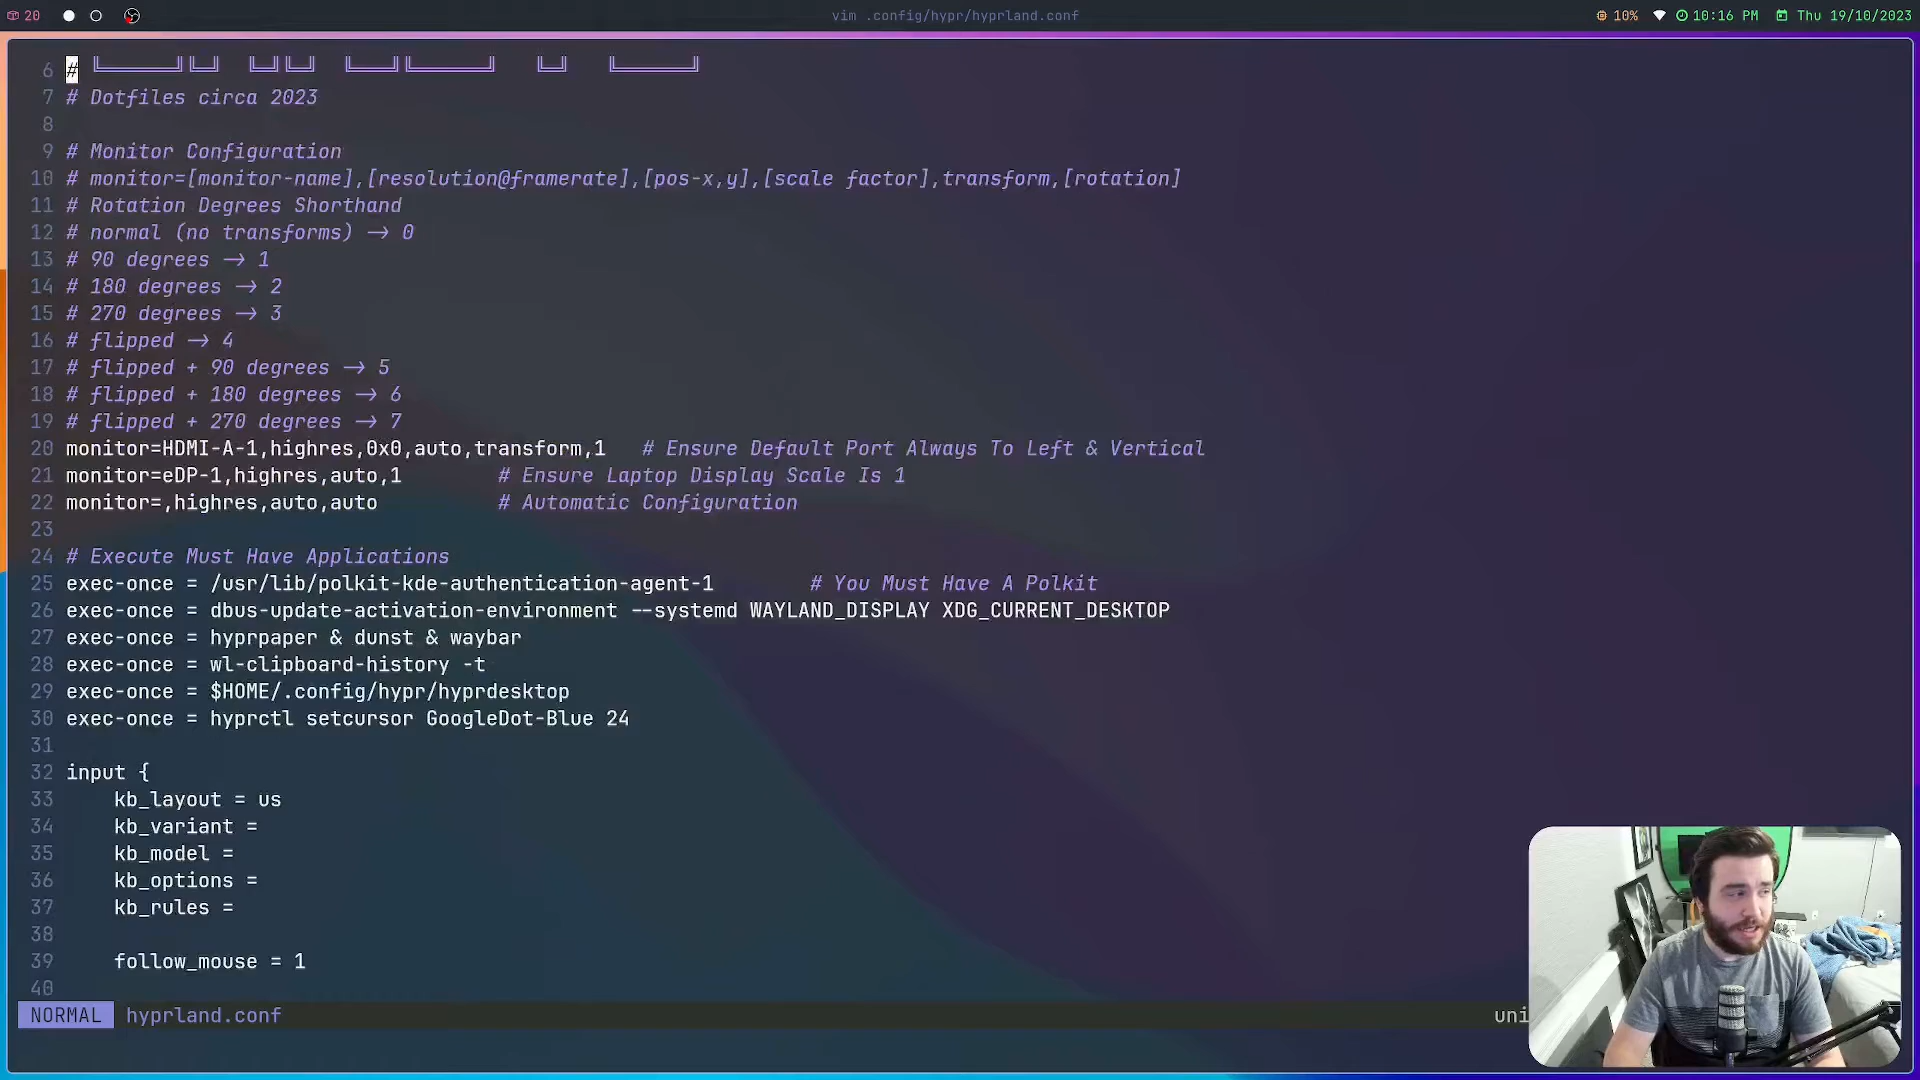 20
vim .config/hypr/hyprland.conf
10% 10:16 PM Thu 19/10/2023
6 # ╚══════╝╚═╝  ╚═╝╚═╝  ╚═══╝╚══════╝   ╚═╝   ╚══════╝
7 # Dotfiles circa 2023
8
9 # Monitor Configuration
10 # monitor=[monitor-name],[resolution@framerate],[pos-x,y],[scale factor],transform,[rotation]
11 # Rotation Degrees Shorthand
12 # normal (no transforms) -> 0
13 # 90 degrees -> 1
14 # 180 degrees -> 2
15 # 270 degrees -> 3
16 # flipped -> 4
17 # flipped + 90 degrees -> 5
18 # flipped + 180 degrees -> 6
19 # flipped + 270 degrees -> 7
20 monitor=HDMI-A-1,highres,0x0,auto,transform,1   # Ensure Default Port Always To Left & Vertical
21 monitor=eDP-1,highres,auto,1        # Ensure Laptop Display Scale Is 1
22 monitor=,highres,auto,auto          # Automatic Configuration
23
24 # Execute Must Have Applications
25 exec-once = /usr/lib/polkit-kde-authentication-agent-1        # You Must Have A Polkit
26 exec-once = dbus-update-activation-environment --systemd WAYLAND_DISPLAY XDG_CURRENT_DESKTOP
27 exec-once = hyprpaper & dunst & waybar
28 exec-once = wl-clipboard-history -t
29 exec-once = $HOME/.config/hypr/hyprdesktop
30 exec-once = hyprctl setcursor GoogleDot-Blue 24
31
32 input {
33     kb_layout = us
34     kb_variant =
35     kb_model =
36     kb_options =
37     kb_rules =
38
39     follow_mouse = 1
40
NORMAL hyprland.conf uni